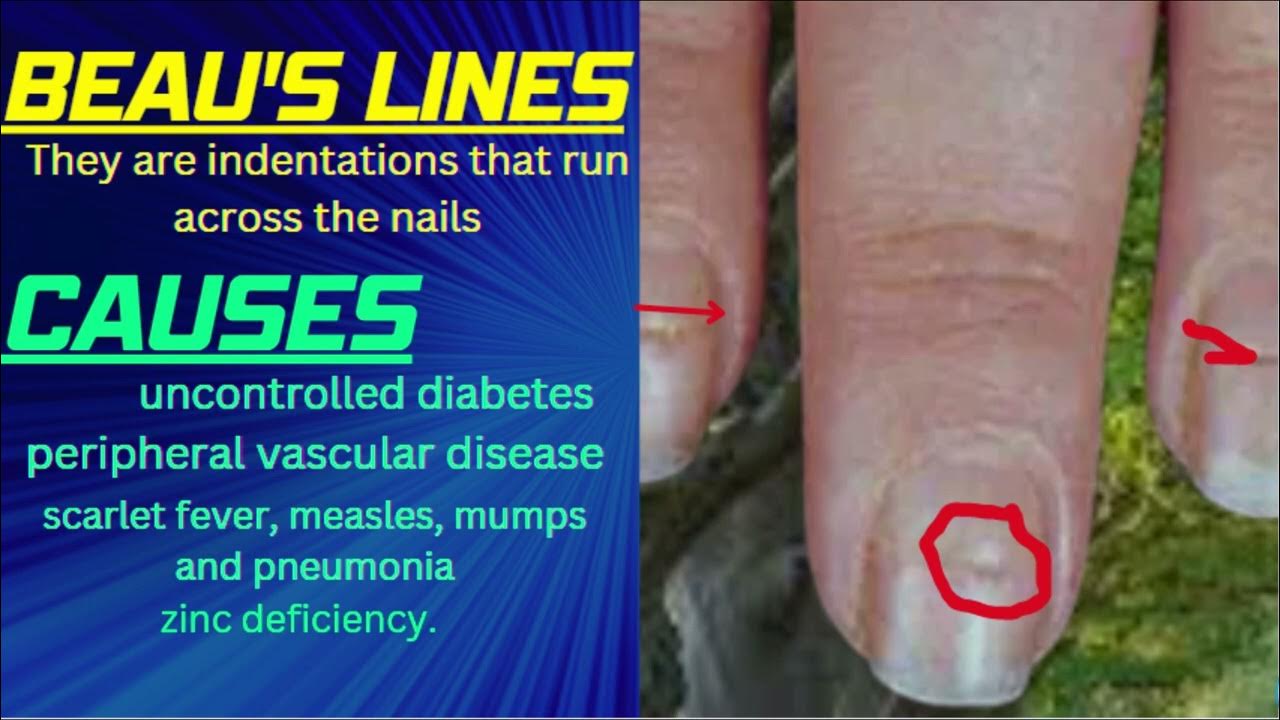 BEAU'S LINES
They are indentations that run
across the nails
CAUSES
uncontrolled diabetes
peripheral vascular disease
scarlet fever, measles, mumps
and pneumonia
zinc deficiency.